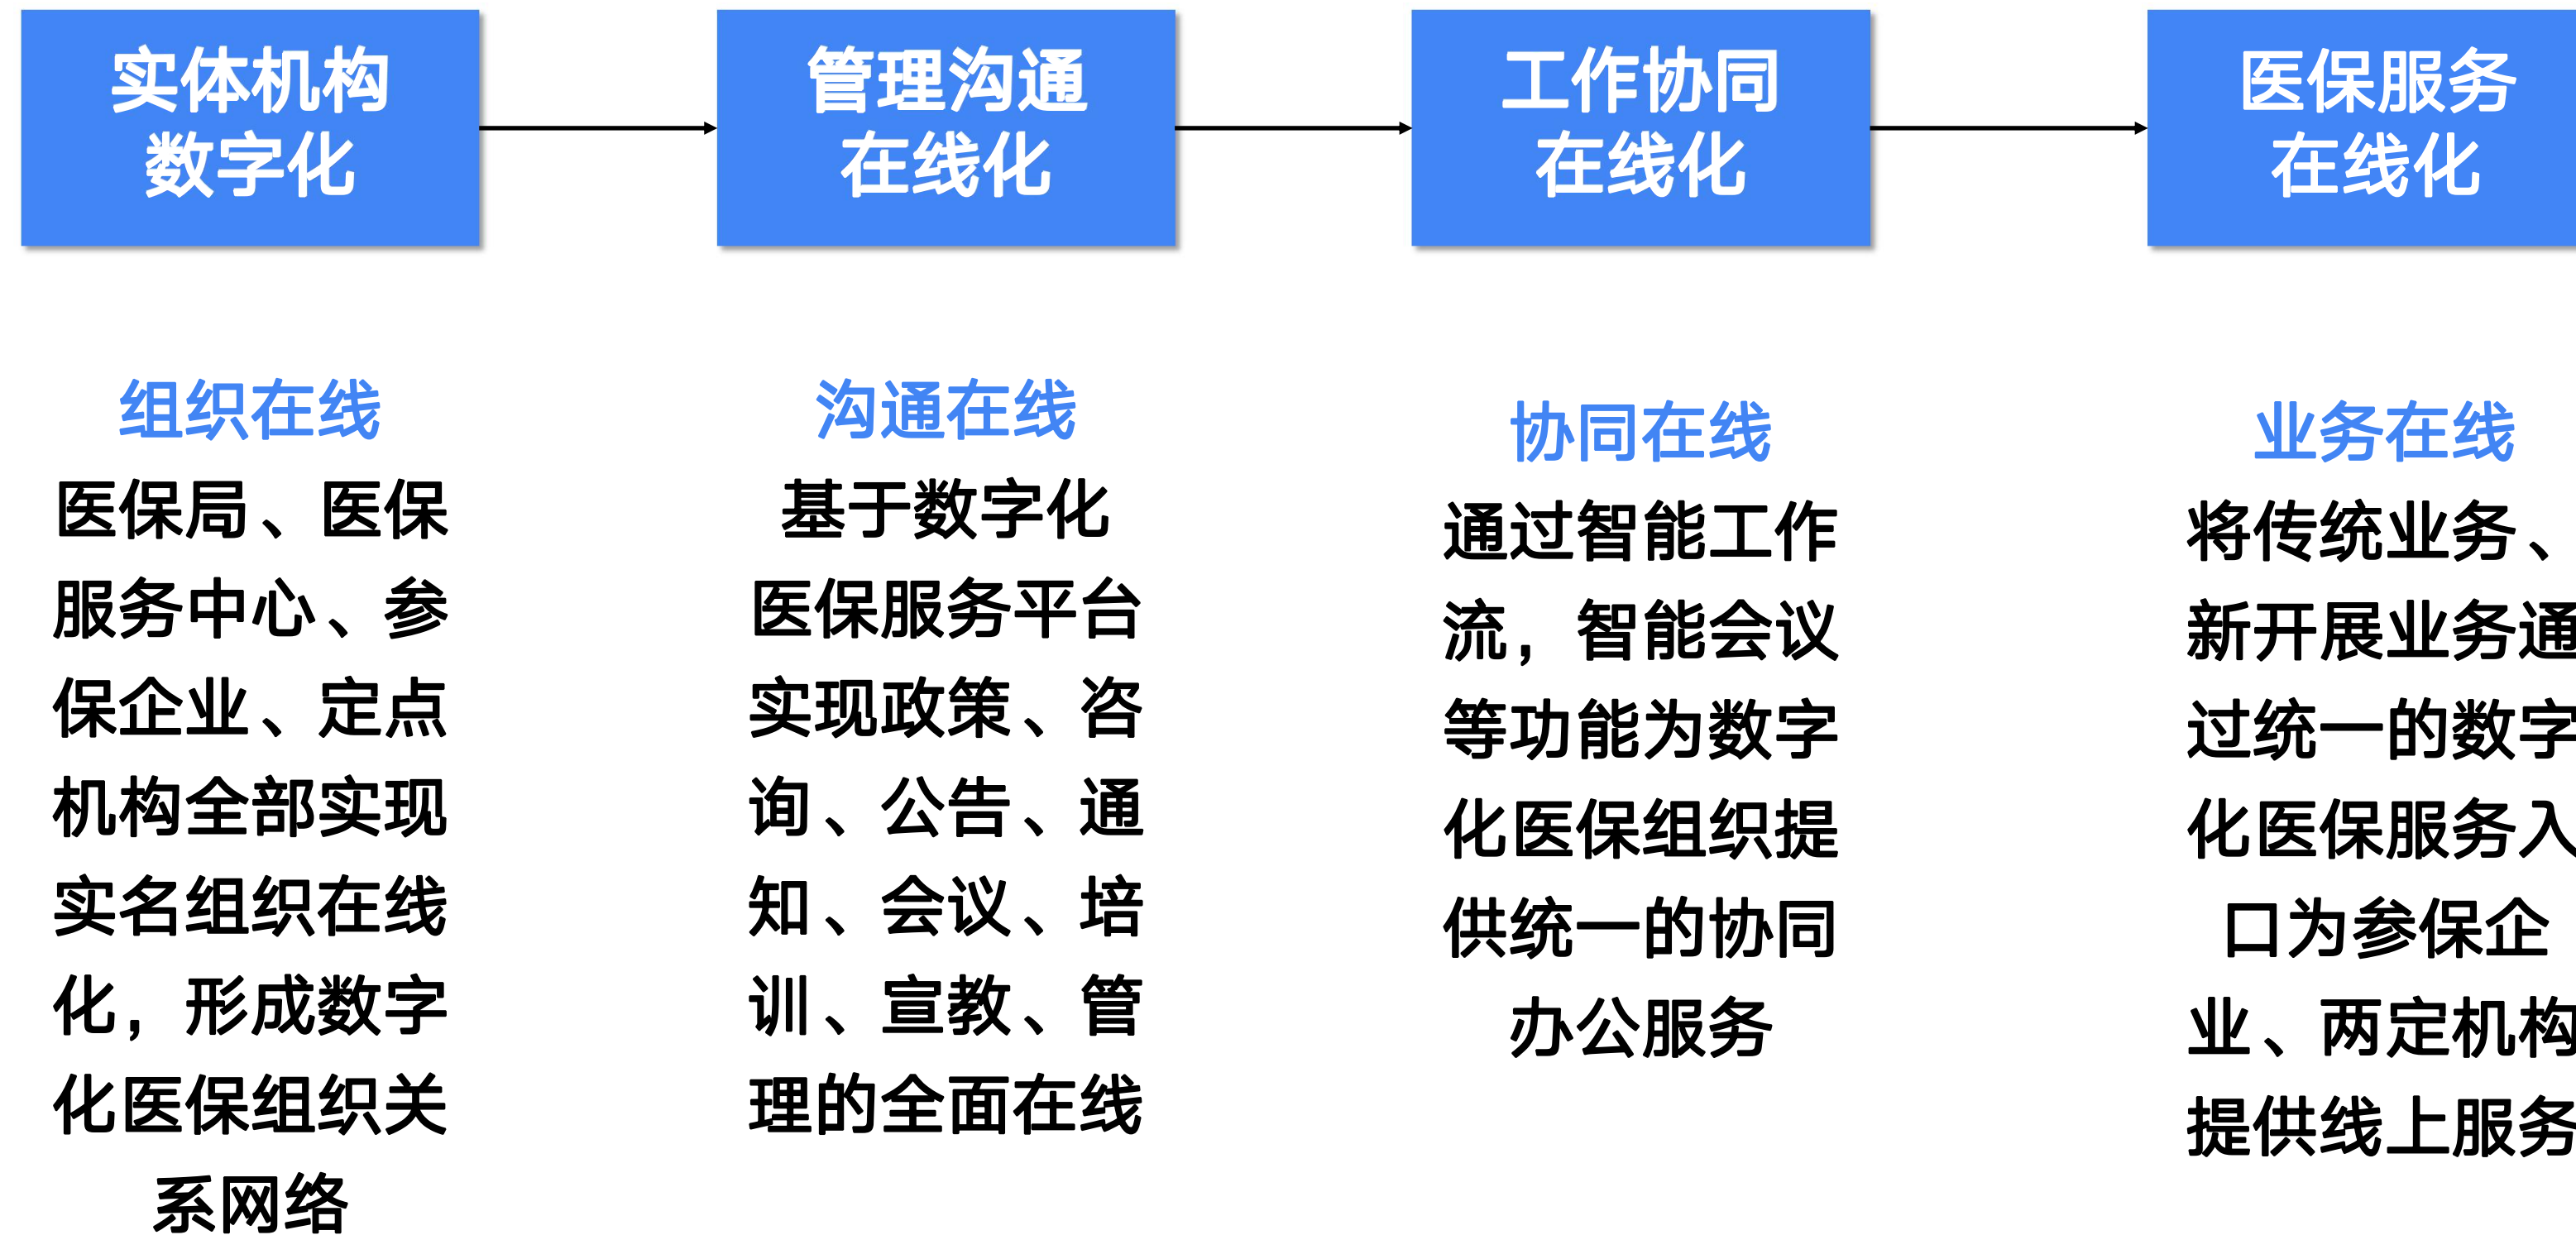 实体机构
数字化
管理沟通
在线化
工作协同
在线化
医保服务
在线化
组织在线
医保局、医保
服务中心、参
保企业、定点
机构全部实现
实名组织在线
化，形成数字
化医保组织关
系网络
沟通在线
基于数字化
医保服务平台
实现政策、咨
询、公告、通
知、会议、培
训、宣教、管
理的全面在线
协同在线
通过智能工作
流，智能会议
等功能为数字
化医保组织提
供统一的协同
办公服务
业务在线
将传统业务、
新开展业务通
过统一的数字
化医保服务入
口为参保企
业、两定机构
提供线上服务